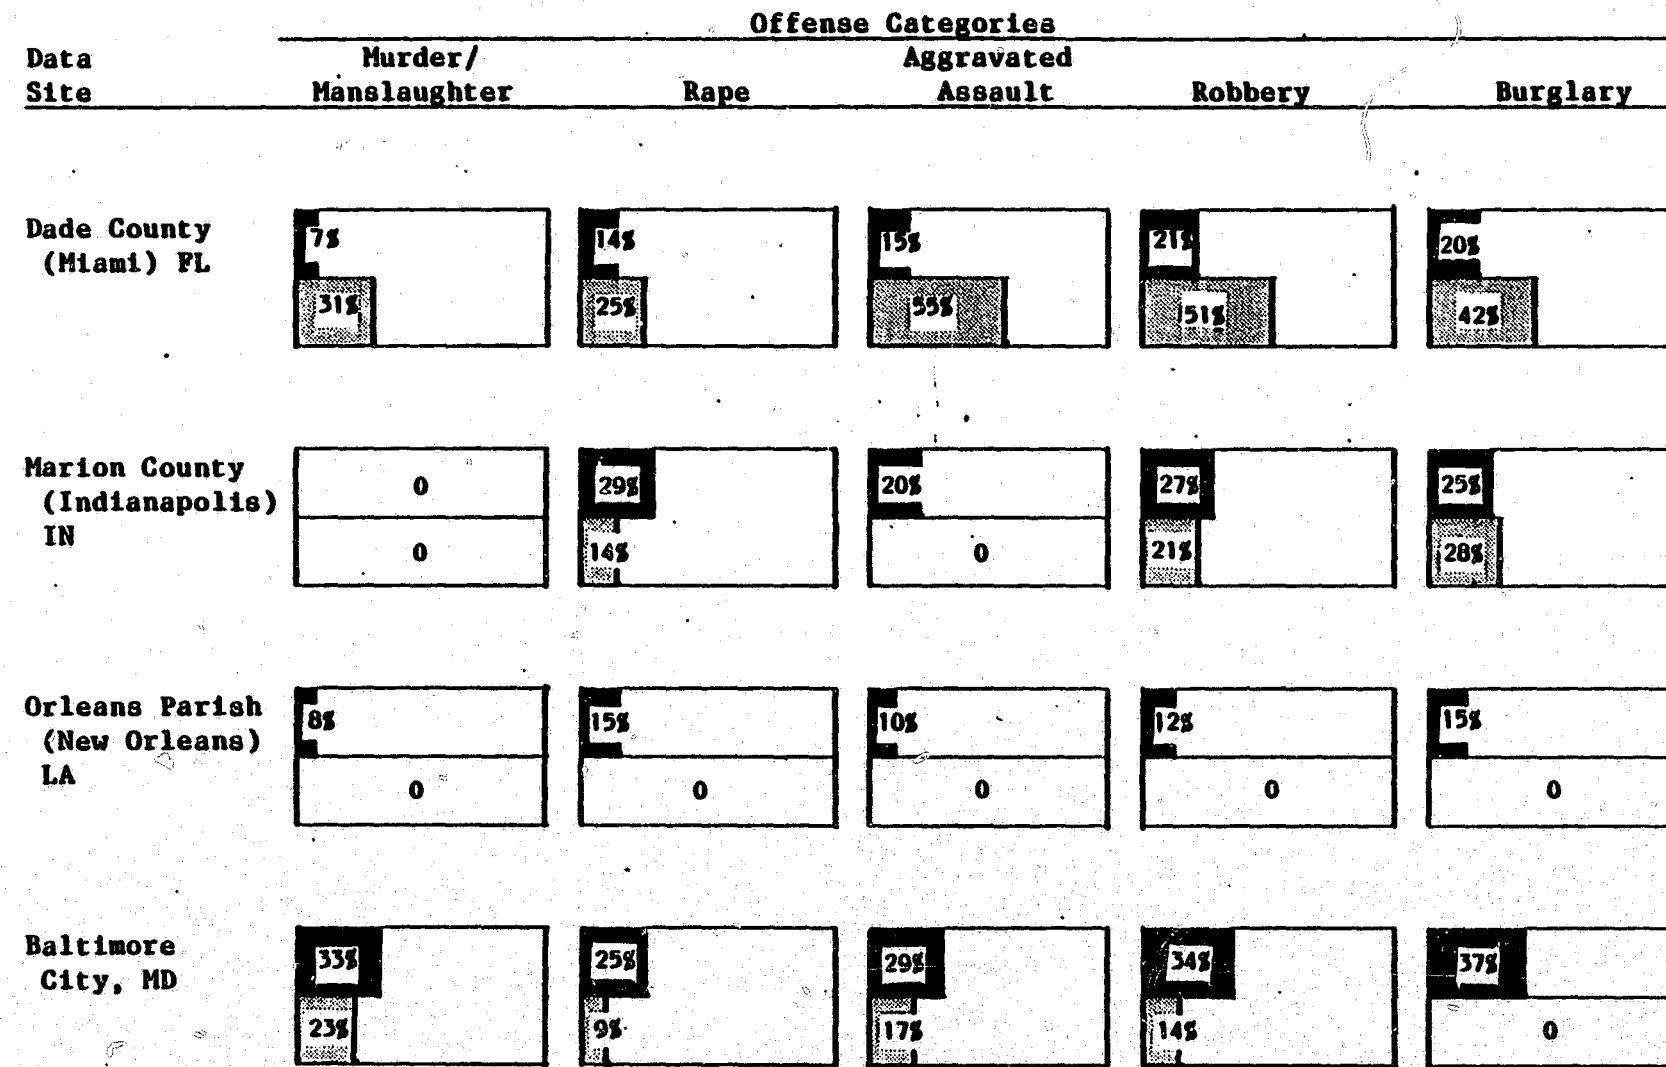 Offense Categories
Data Murder/ Aggravated
Site Manslaughter Rape Assault Robbery Burglary
Dade County 7% 14% 15% 21% 20%
(Miami) FL
31% 25% 55% 51% 42%
Marion County 0 29% 20% 27% 25%
(Indianapolis)
IN 0 14% 0 21% 28%
Orleans Parish 8% 15% 10% 12% 15%
(New Orleans)
LA 0 0 0 0 0
Baltimore 33% 25% 29% 34% 37%
City, MD
23% 9% 17% 14% 0